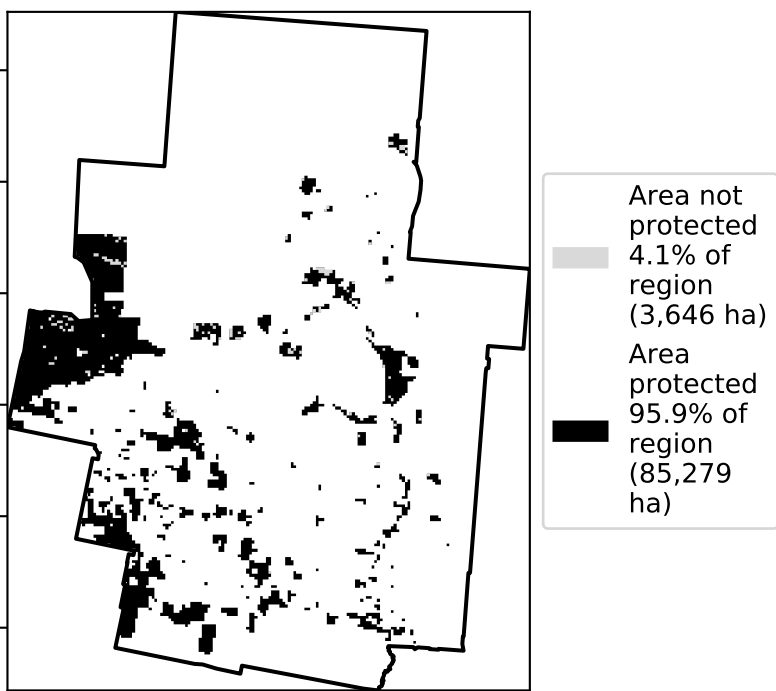 Area not
protected
4.1% of
region
(3,646 ha)
Area
protected
95.9% of
region
(85,279
ha)